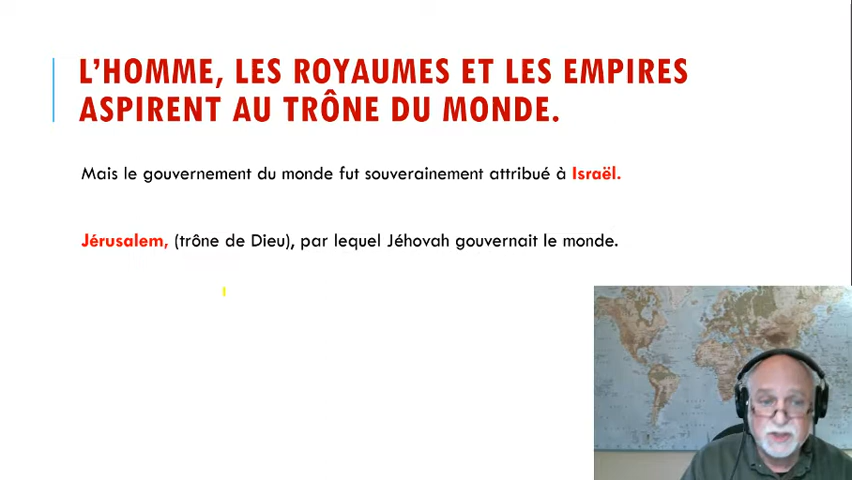 L'HOMME, LES ROYAUMES ET LES EMPIRES
ASPIRENT AU TRÔNE DU MONDE.
Mais le gouvernement du monde fut souverainement attribué à Israël.
Jérusalem, (trône de Dieu), par lequel Jéhovah gouvernait le monde.